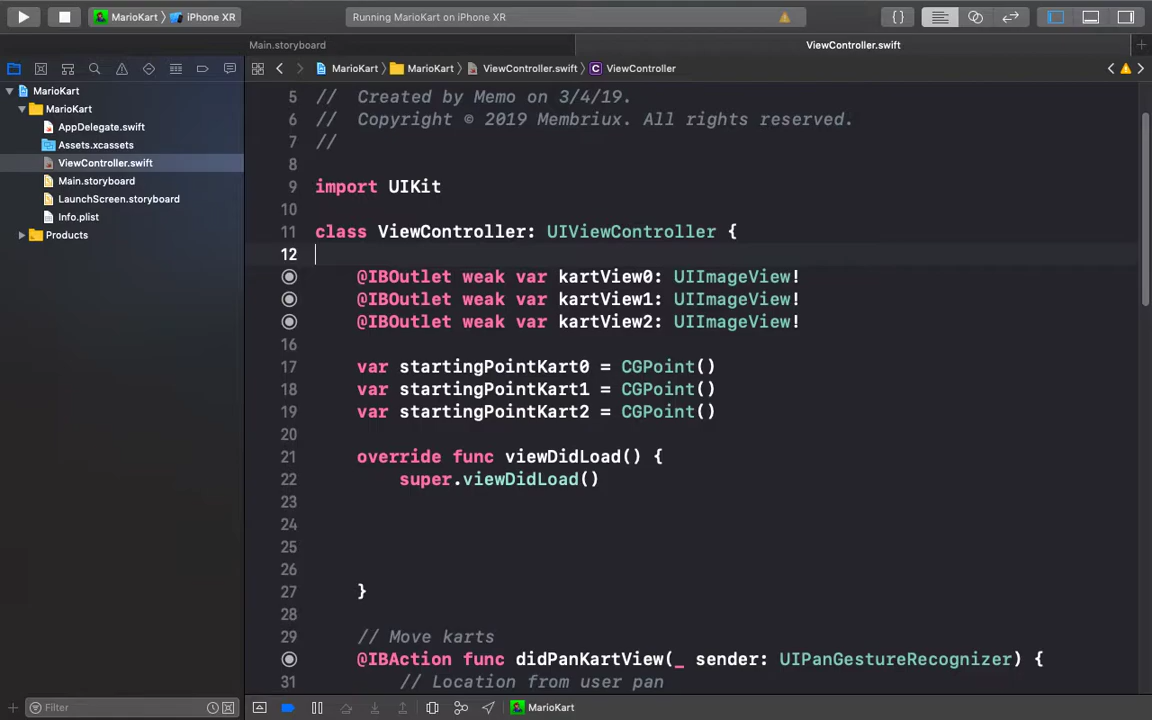 MarioKart
iPhone XR
Running MarioKart on iPhone XR
Main.storyboard
ViewController.swift
MarioKart
MarioKart
ViewController.swift
C
ViewController
MarioKart
MarioKart
AppDelegate.swift
Assets.xcassets
ViewController.swift
Main.storyboard
LaunchScreen.storyboard
Info.plist
Products
5 // Created by Memo on 3/4/19.
6 // Copyright © 2019 Membriux. All rights reserved.
7 //
8
9 import UIKit
10
11 class ViewController: UIViewController {
12
@IBOutlet weak var kartView0: UIImageView!
@IBOutlet weak var kartView1: UIImageView!
@IBOutlet weak var kartView2: UIImageView!
16
17 var startingPointKart0 = CGPoint()
18 var startingPointKart1 = CGPoint()
19 var startingPointKart2 = CGPoint()
20
21 override func viewDidLoad() {
22 super.viewDidLoad()
23
24
25
26
27 }
28
29 // Move karts
@IBAction func didPanKartView(_ sender: UIPanGestureRecognizer) {
31 // Location from user pan
Filter
MarioKart